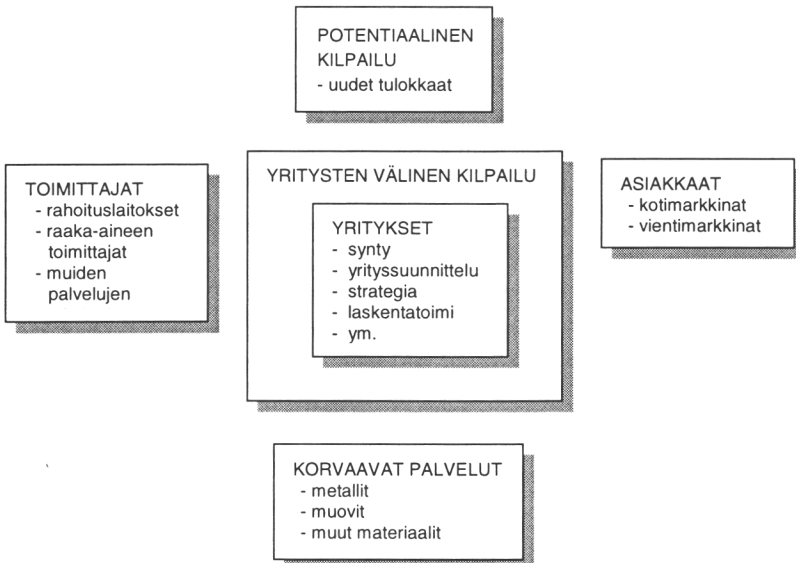 POTENTIAALINEN
KILPAILU
- uudet tulokkaat
TOIMITTAJAT
- rahoituslaitokset
- raaka-aineen
toimittajat
- muiden
palvelujen
YRITYSTEN VÄLINEN KILPAILU
YRITYKSET
- synty
- yrityssuunnittelu
- strategia
- laskentatoimi
- ym.
ASIAKKAAT
- kotimarkkinat
- vientimarkkinat
KORVAAVAT PALVELUT
- metallit
- muovit
- muut materiaalit